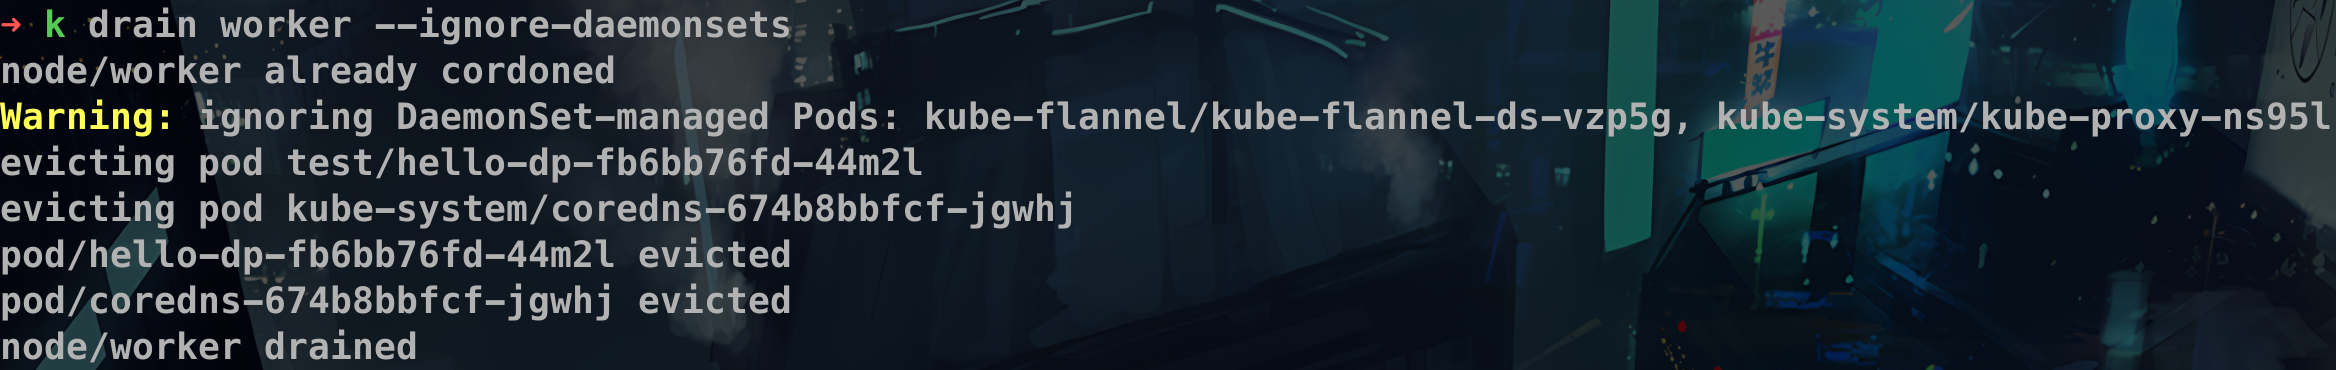 → k drain worker --ignore-daemonsets
node/worker already cordoned
Warning: ignoring DaemonSet-managed Pods: kube-flannel/kube-flannel-ds-vzp5g, kube-system/kube-proxy-ns95l
evicting pod test/hello-dp-fb6bb76fd-44m2l
evicting pod kube-system/coredns-674b8bbfcf-jgwhj
pod/hello-dp-fb6bb76fd-44m2l evicted
pod/coredns-674b8bbfcf-jgwhj evicted
node/worker drained